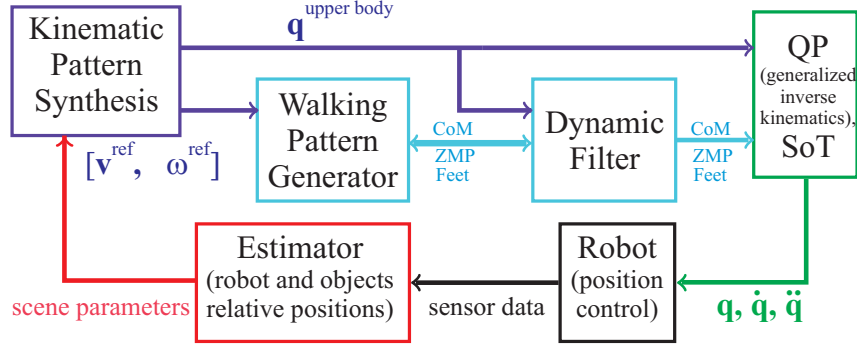 Kinematic
Pattern
Synthesis
q^upper body
QP
(generalized
inverse
kinematics),
SoT
Walking
Pattern
Generator
CoM
ZMP
Feet
Dynamic
Filter
CoM
ZMP
Feet
[v^ref, ω^ref]
Estimator
(robot and objects
relative positions)
Robot
(position
control)
scene parameters
sensor data
q, q̇, q̈